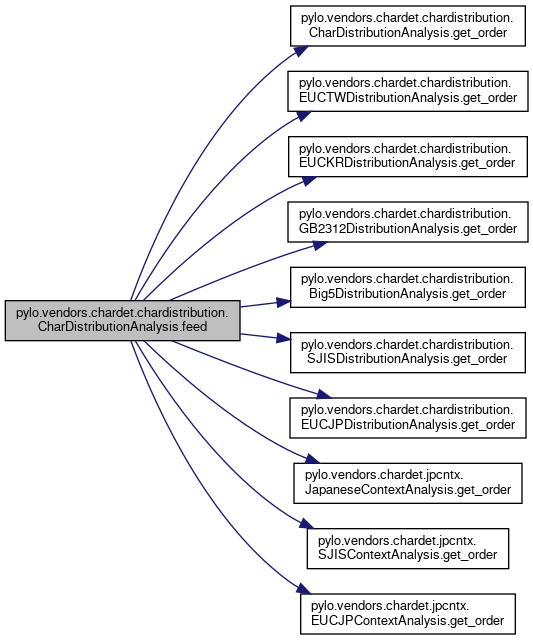 pylo.vendors.chardet.chardistribution.
CharDistributionAnalysis.get_order
pylo.vendors.chardet.chardistribution.
EUCTWDistributionAnalysis.get_order
pylo.vendors.chardet.chardistribution.
EUCKRDistributionAnalysis.get_order
pylo.vendors.chardet.chardistribution.
GB2312DistributionAnalysis.get_order
pylo.vendors.chardet.chardistribution.
Big5DistributionAnalysis.get_order
pylo.vendors.chardet.chardistribution.
CharDistributionAnalysis.feed
pylo.vendors.chardet.chardistribution.
SJISDistributionAnalysis.get_order
pylo.vendors.chardet.chardistribution.
EUCJPDistributionAnalysis.get_order
pylo.vendors.chardet.jpcntx.
JapaneseContextAnalysis.get_order
pylo.vendors.chardet.jpcntx.
SJISContextAnalysis.get_order
pylo.vendors.chardet.jpcntx.
EUCJPContextAnalysis.get_order